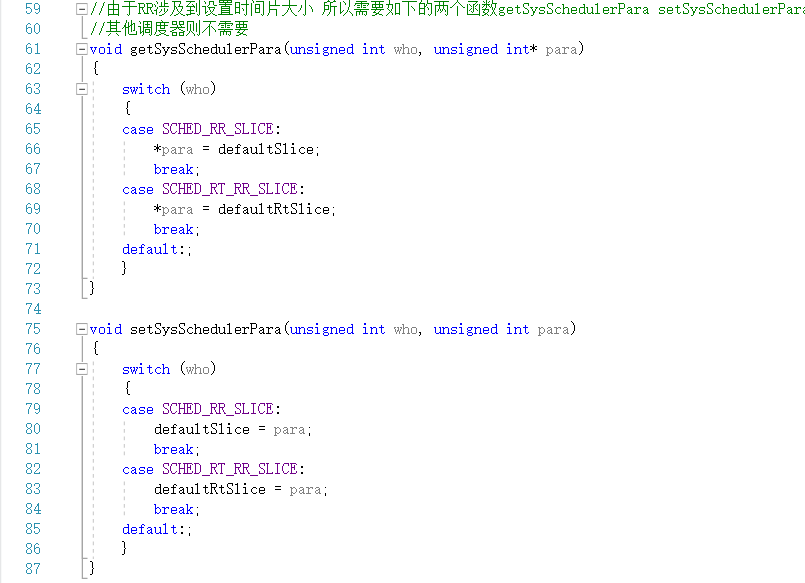 59 //由于RR涉及到设置时间片大小 所以需要如下的两个函数getSysSchedulerPara setSysSchedulerPara
60 //其他调度器则不需要
61 void getSysSchedulerPara(unsigned int who, unsigned int* para)
62 {
63 switch (who)
64 {
65 case SCHED_RR_SLICE:
66 *para = defaultSlice;
67 break;
68 case SCHED_RT_RR_SLICE:
69 *para = defaultRtSlice;
70 break;
71 default:;
72 }
73 }
74
75 void setSysSchedulerPara(unsigned int who, unsigned int para)
76 {
77 switch (who)
78 {
79 case SCHED_RR_SLICE:
80 defaultSlice = para;
81 break;
82 case SCHED_RT_RR_SLICE:
83 defaultRtSlice = para;
84 break;
85 default:;
86 }
87 }